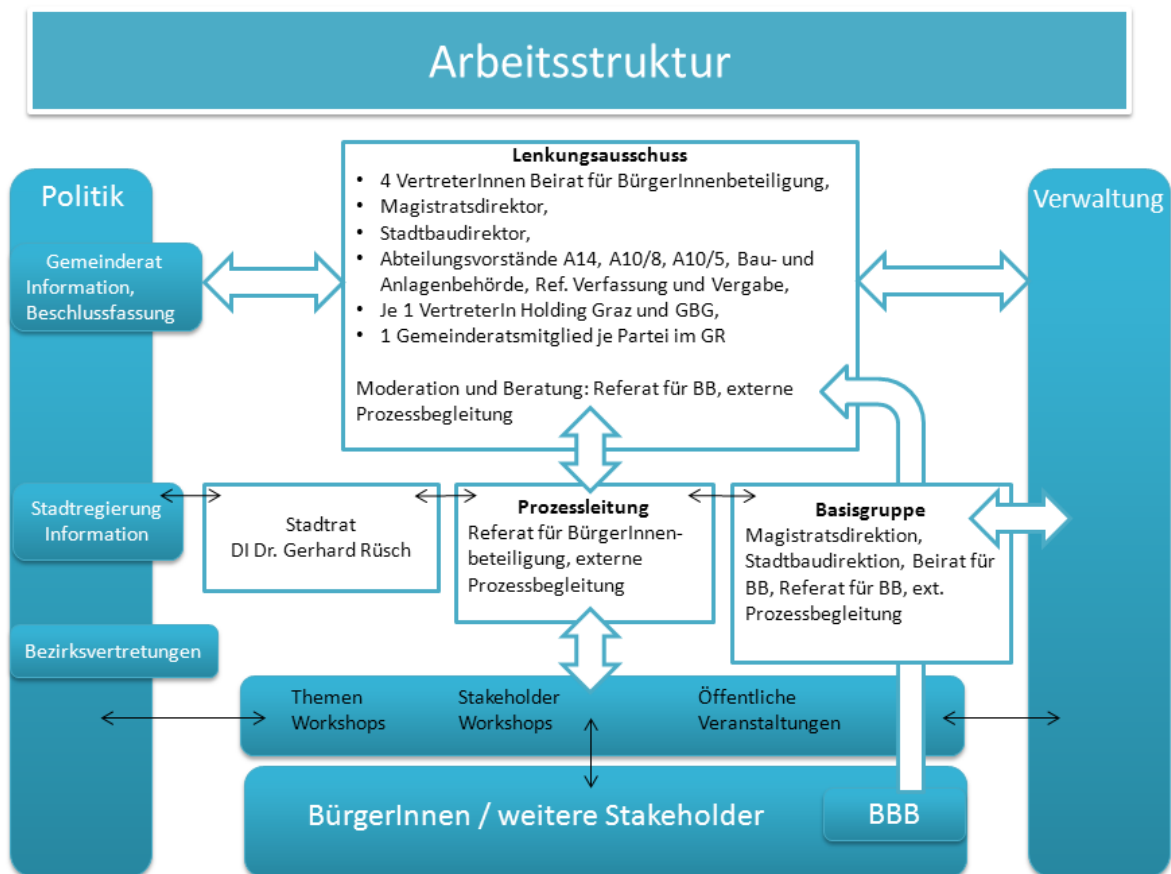 Arbeitsstruktur
Politik
Gemeinderat
Information,
Beschlussfassung
Lenkungsausschuss
• 4 VertreterInnen Beirat für BürgerInnenbeteiligung,
• Magistratsdirektor,
• Stadtbaudirektor,
• Abteilungsvorstände A14, A10/8, A10/5, Bau- und
Anlagenbehörde, Ref. Verfassung und Vergabe,
• Je 1 VertreterIn Holding Graz und GBG,
• 1 Gemeinderatsmitglied je Partei im GR
Moderation und Beratung: Referat für BB, externe
Prozessbegleitung
Verwaltung
Stadtregierung
Information
Stadtrat
DI Dr. Gerhard Rüsch
Prozessleitung
Referat für BürgerInnen-
beteiligung, externe
Prozessbegleitung
Basisgruppe
Magistratsdirektion,
Stadtbaudirektion, Beirat für
BB, Referat für BB, ext.
Prozessbegleitung
Bezirksvertretungen
Themen
Workshops
Stakeholder
Workshops
Öffentliche
Veranstaltungen
BürgerInnen / weitere Stakeholder
BBB